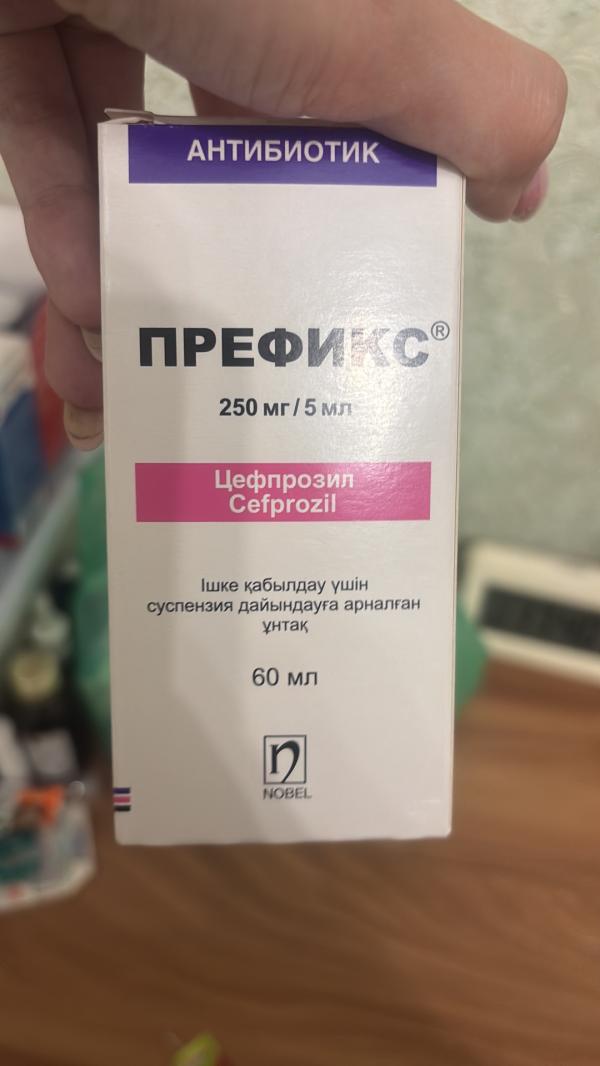 АНТИБИОТИК
ПРЕФИКС®
250 мг / 5 мл
Цефпрозил
Cefprozil
Ішке қабылдау үшін
суспензия дайындауға арналған
ұнтақ
60 мл
n
NOBEL